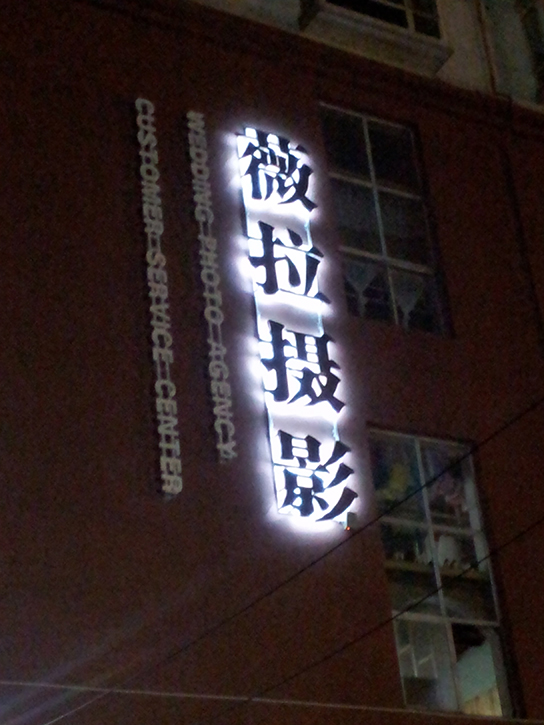 薇拉摄影
WEDDING PHOTO AGENCY
CUSTOMER SERVICE CENTER